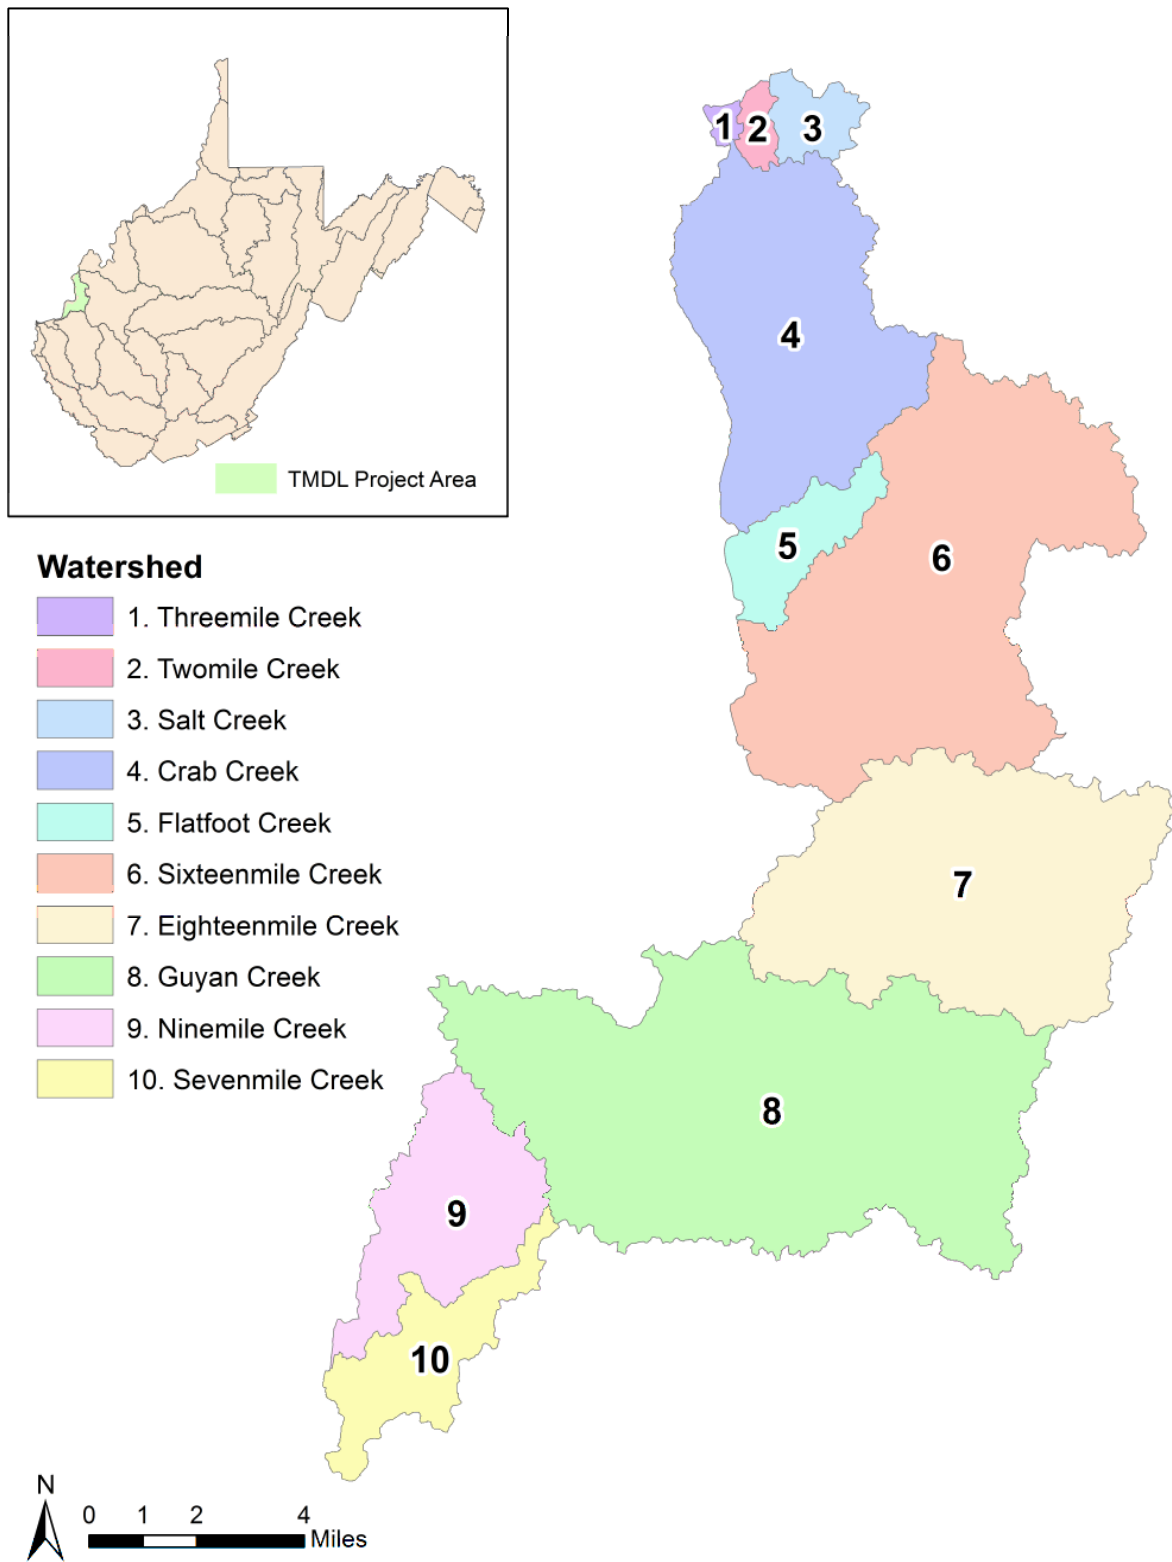 TMDL Project Area
Watershed
1. Threemile Creek
2. Twomile Creek
3. Salt Creek
4. Crab Creek
5. Flatfoot Creek
6. Sixteenmile Creek
7. Eighteenmile Creek
8. Guyan Creek
9. Ninemile Creek
10. Sevenmile Creek
1 2 3
4
5
6
7
8
9
10
N
0 1 2 4
Miles